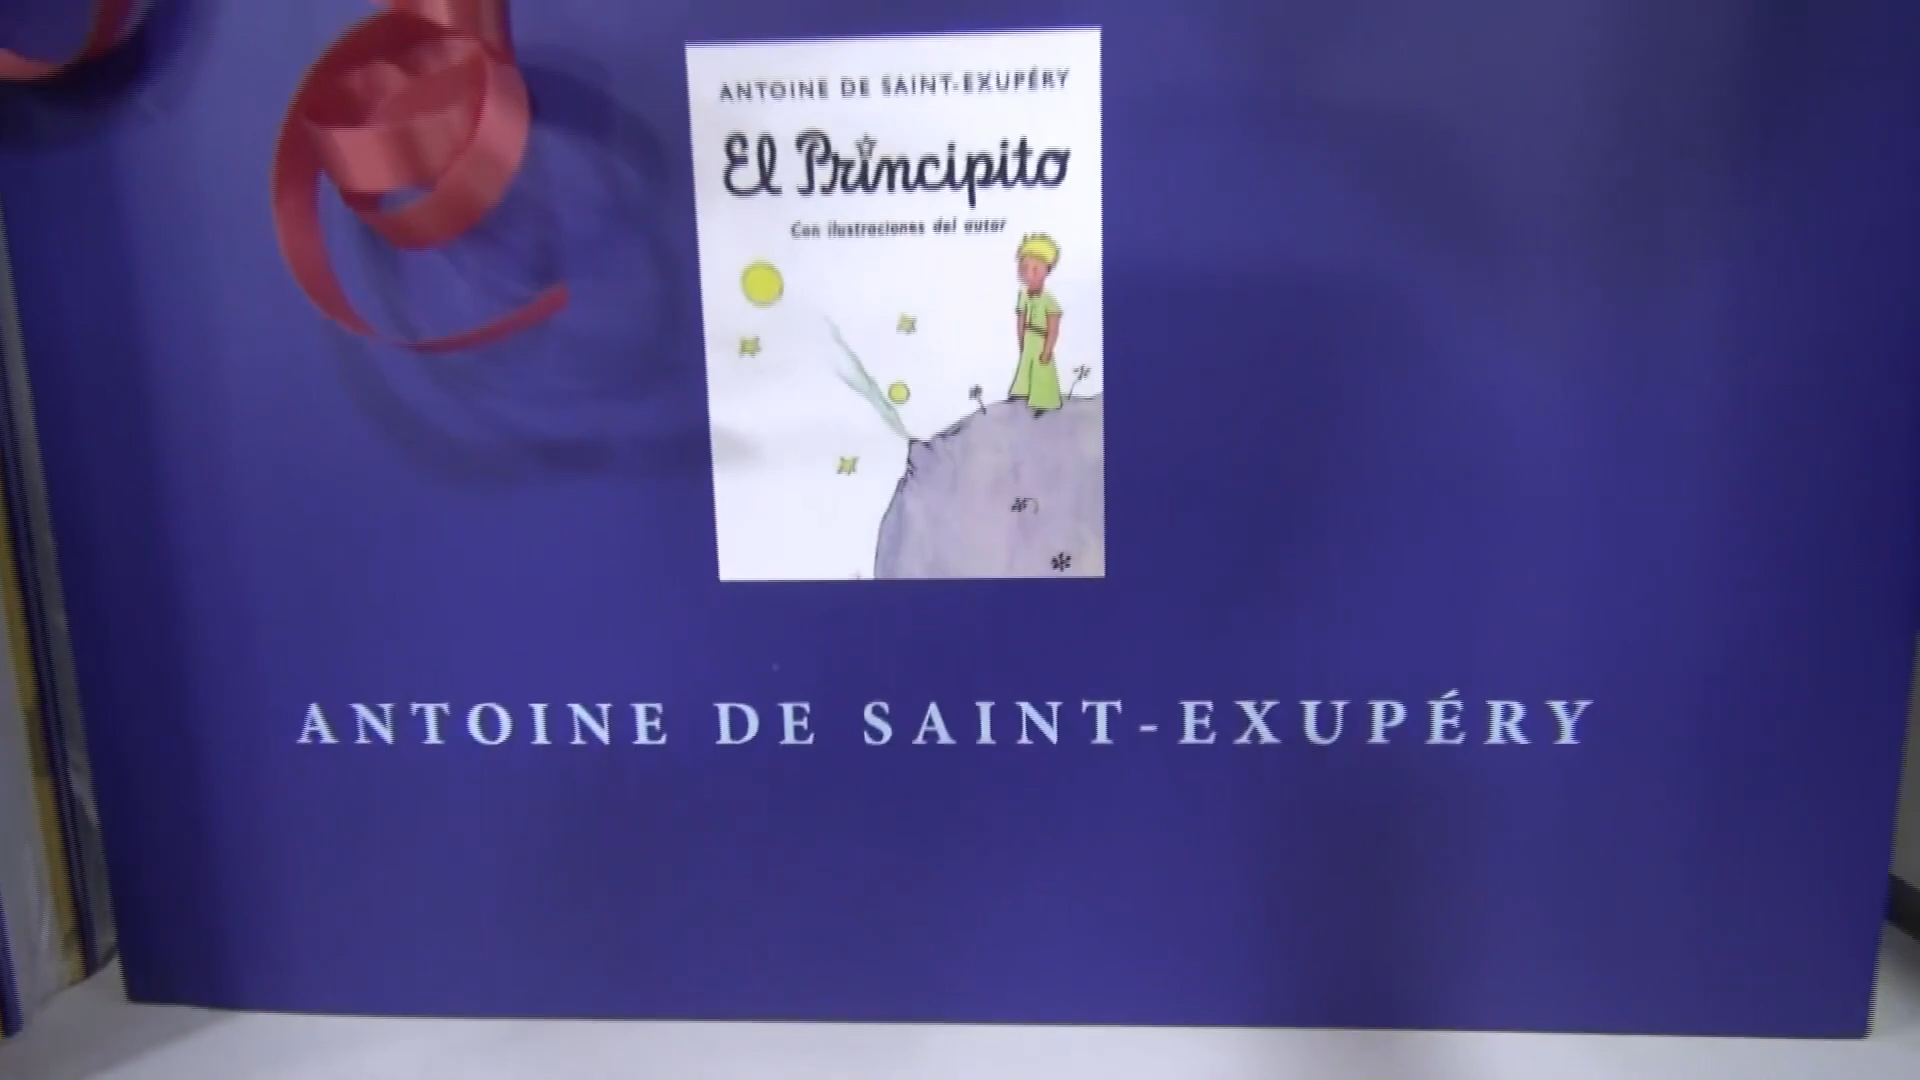 ANTOINE DE SAINT-EXUPÉRY
El Principito
Con ilustraciones del autor
ANTOINE DE SAINT-EXUPÉRY